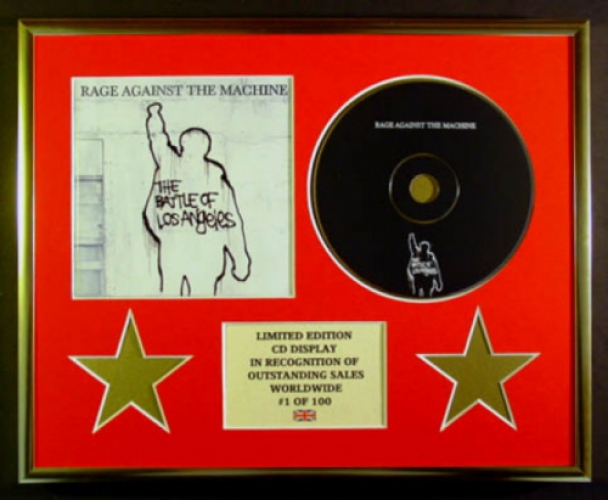 RAGE AGAINST THE MACHINE
THE
BATTLE OF
LOS ANGELES
RAGE AGAINST THE MACHINE
LIMITED EDITION
CD DISPLAY
IN RECOGNITION OF
OUTSTANDING SALES
WORLDWIDE
#1 OF 100